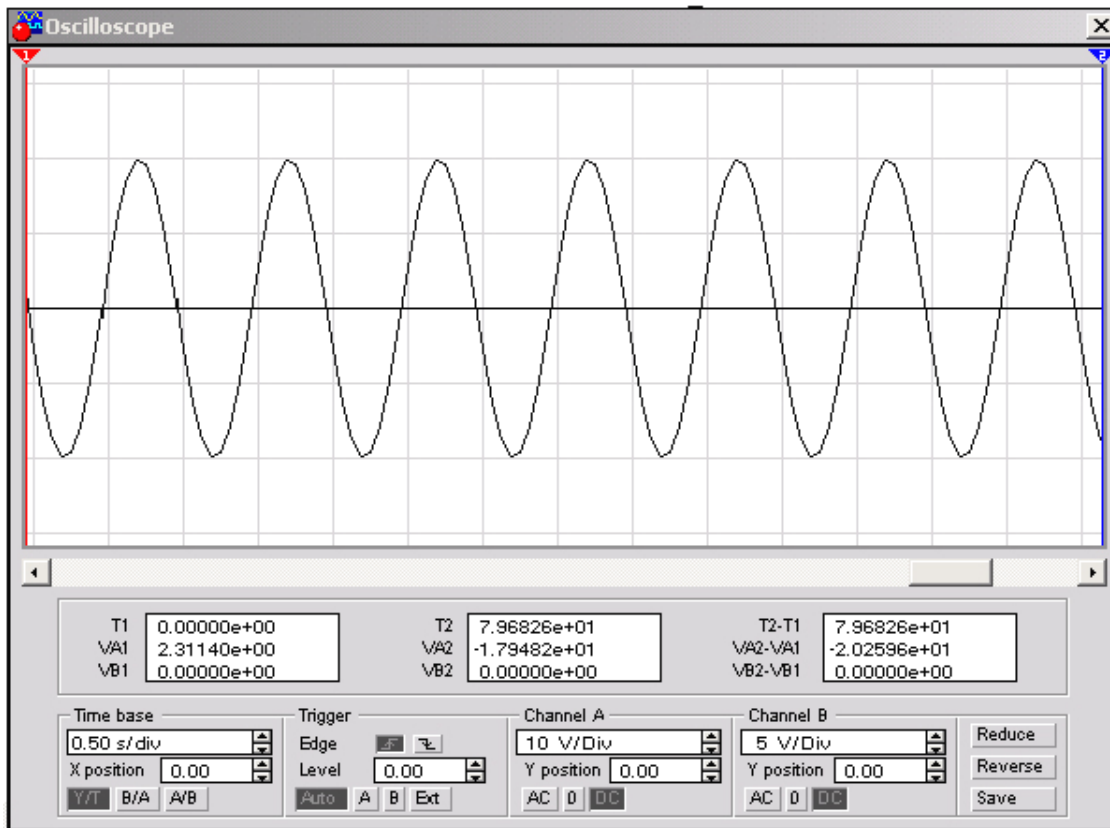 Oscilloscope
1 2
T1 0.00000e+00 T2 7.96826e+01 T2-T1 7.96826e+01
VA1 2.31140e+00 VA2 -1.79482e+01 VA2-VA1 -2.02596e+01
VB1 0.00000e+00 VB2 0.00000e+00 VB2-VB1 0.00000e+00
Time base Trigger Channel A Channel B
0.50 s/div Edge 10 V/Div 5 V/Div Reduce
X position 0.00 Level 0.00 Y position 0.00 Y position 0.00 Reverse
Y/T B/A A/B Auto A B Ext AC 0 DC AC 0 DC Save